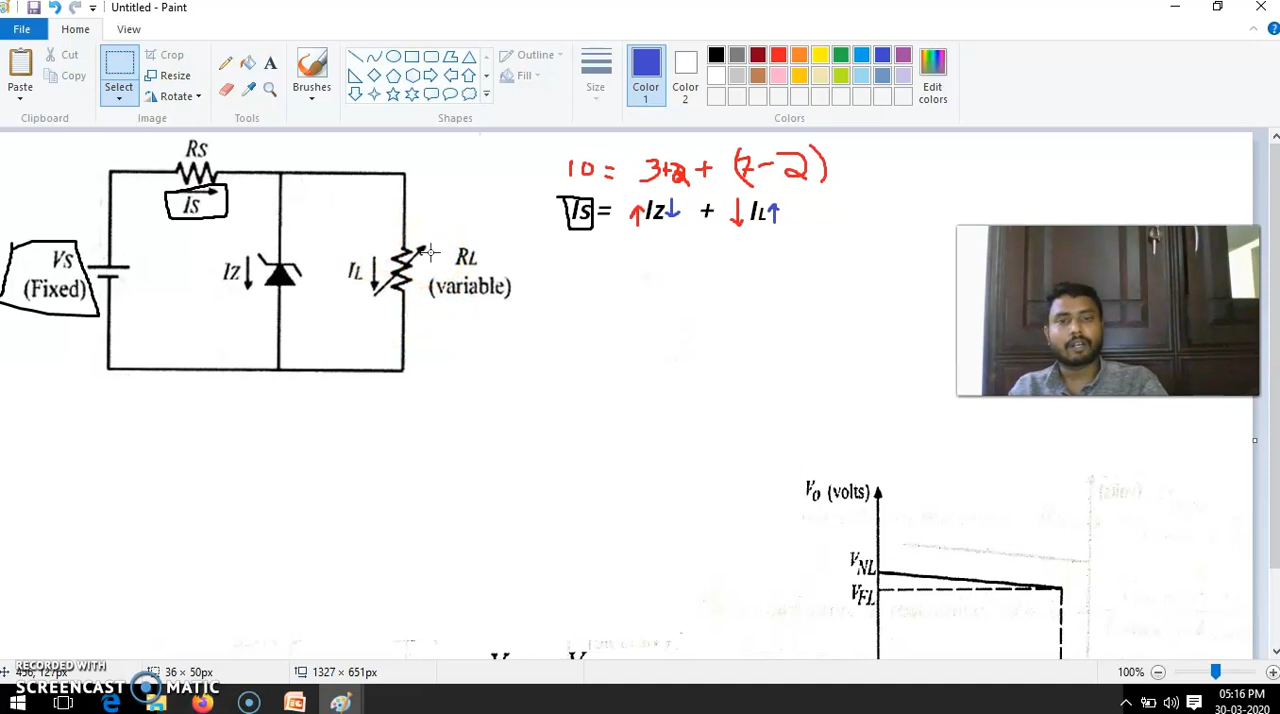 Untitled - Paint
File
Home
View
Paste
Cut
Copy
Clipboard
Select
Crop
Resize
Rotate
Image
Tools
Brushes
Shapes
Outline
Fill
Size
Color 1
Color 2
Edit colors
Colors
Rs
Is
Vs
(Fixed)
Iz
IL
RL
(variable)
10 = 3+2 + (7-2)
Is = ↑Iz↓ + ↓IL↑
Vo (volts)
VNL
VFL
36 × 50px
1327 × 651px
100%
RECORDED WITH
SCREENCAST MATIC
05:16 PM
30-03-2020